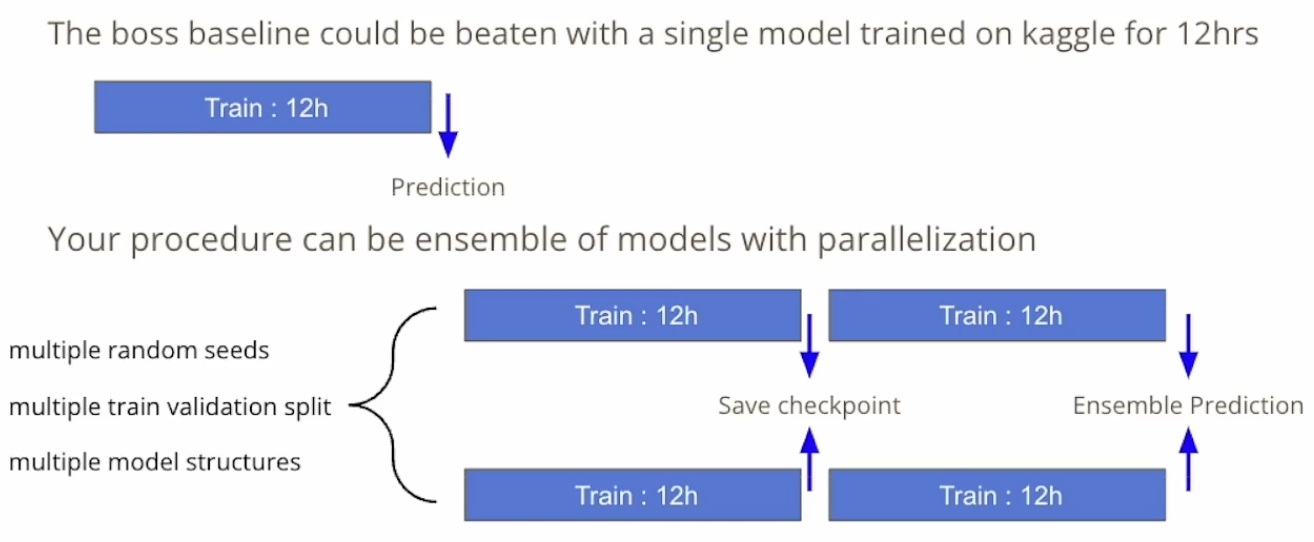 The boss baseline could be beaten with a single model trained on kaggle for 12hrs
Train : 12h
Prediction
Your procedure can be ensemble of models with parallelization
Train : 12h
Train : 12h
multiple random seeds
multiple train validation split
multiple model structures
Save checkpoint
Ensemble Prediction
Train : 12h
Train : 12h